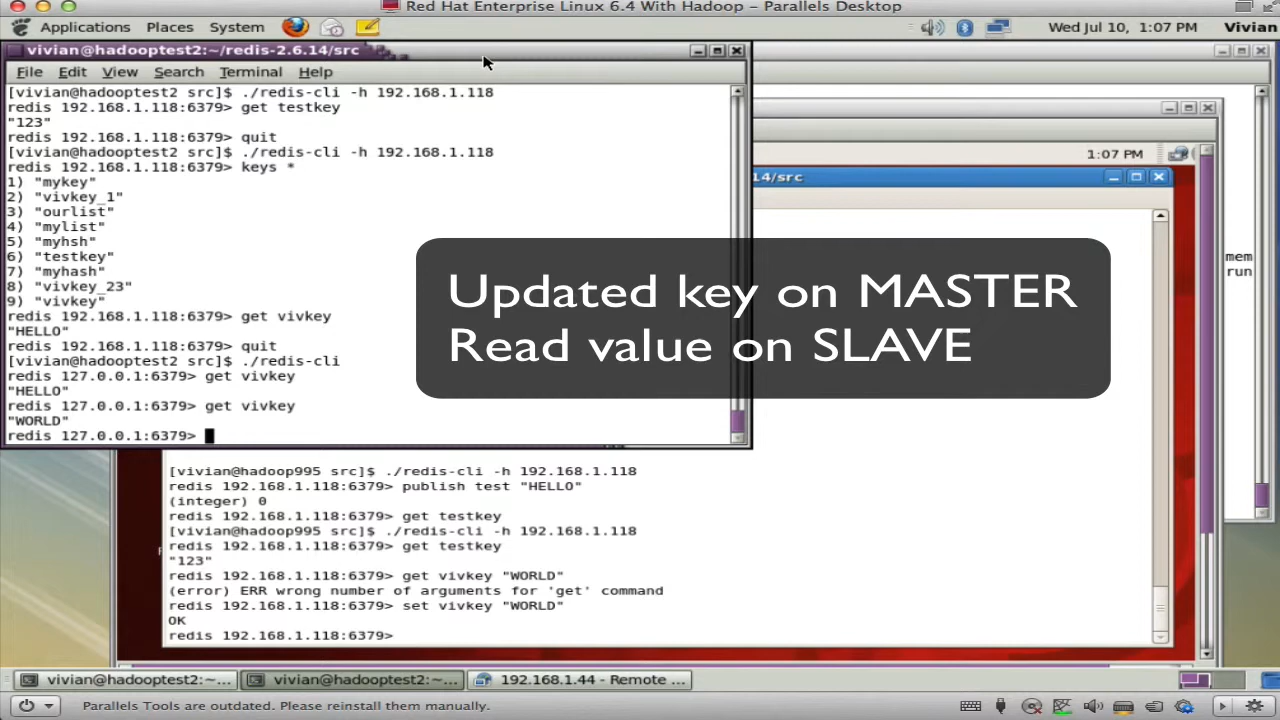 Red Hat Enterprise Linux 6.4 With Hadoop – Parallels Desktop
Applications Places System
Wed Jul 10, 1:07 PM Vivian
vivian@hadooptest2:~/redis-2.6.14/src
File Edit View Search Terminal Help
[vivian@hadooptest2 src]$ ./redis-cli -h 192.168.1.118
redis 192.168.1.118:6379> get testkey
"123"
redis 192.168.1.118:6379> quit
[vivian@hadooptest2 src]$ ./redis-cli -h 192.168.1.118
redis 192.168.1.118:6379> keys *
1) "mykey"
2) "vivkey_1"
3) "ourlist"
4) "mylist"
5) "myhsh"
6) "testkey"
7) "myhash"
8) "vivkey_23"
9) "vivkey"
redis 192.168.1.118:6379> get vivkey
"HELLO"
redis 192.168.1.118:6379> quit
[vivian@hadooptest2 src]$ ./redis-cli
redis 127.0.0.1:6379> get vivkey
"HELLO"
redis 127.0.0.1:6379> get vivkey
"WORLD"
redis 127.0.0.1:6379>
1:07 PM
14/src
mem
run
Updated key on MASTER
Read value on SLAVE
[vivian@hadoop995 src]$ ./redis-cli -h 192.168.1.118
redis 192.168.1.118:6379> publish test "HELLO"
(integer) 0
redis 192.168.1.118:6379> get testkey
[vivian@hadoop995 src]$ ./redis-cli -h 192.168.1.118
redis 192.168.1.118:6379> get testkey
"123"
redis 192.168.1.118:6379> get vivkey "WORLD"
(error) ERR wrong number of arguments for 'get' command
redis 192.168.1.118:6379> set vivkey "WORLD"
OK
redis 192.168.1.118:6379>
vivian@hadooptest2:~...
vivian@hadooptest2:~...
192.168.1.44 - Remote ...
Parallels Tools are outdated. Please reinstall them manually.